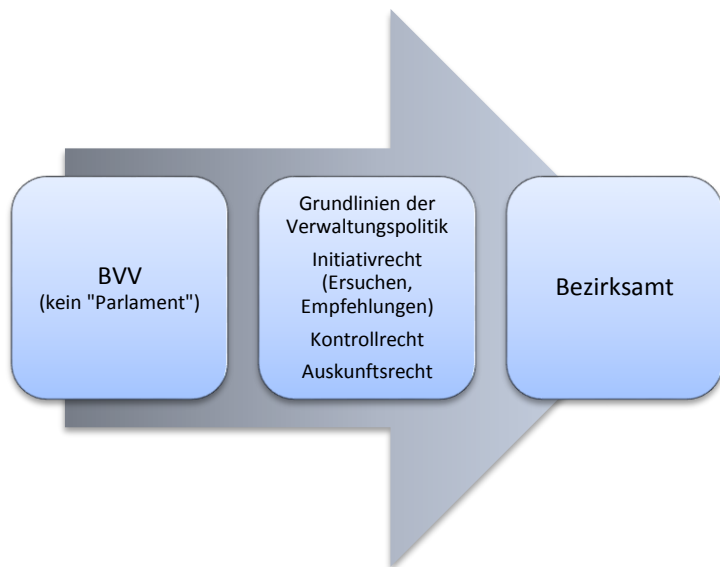 BVV
(kein "Parlament")
Grundlinien der
Verwaltungspolitik
Initiativrecht
(Ersuchen,
Empfehlungen)
Kontrollrecht
Auskunftsrecht
Bezirksamt